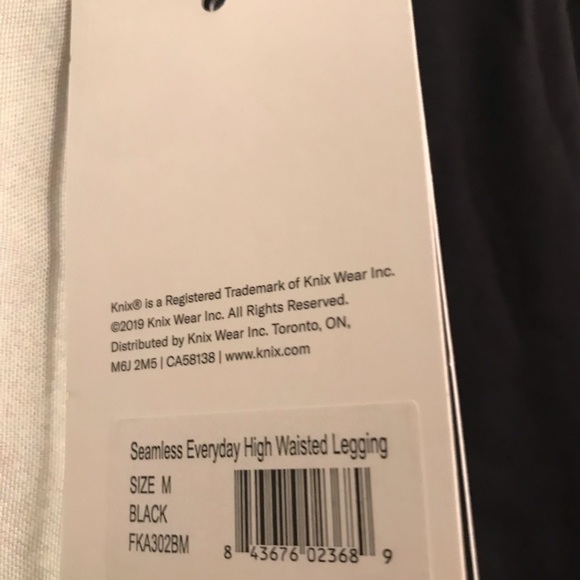 Knix® is a Registered Trademark of Knix Wear Inc.
©2019 Knix Wear Inc. All Rights Reserved.
Distributed by Knix Wear Inc. Toronto, ON,
M6J 2M5 | CA58138 | www.knix.com
Seamless Everyday High Waisted Legging
SIZE M
BLACK
FKA302BM
8 43676 02368 9